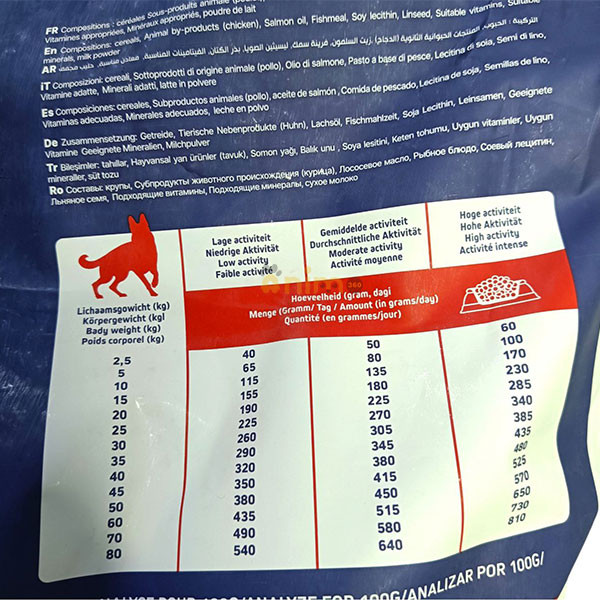 FR Compositions : céréales Sous-produits animale
Vitamines appropriées, Minéraux appropriés, poudre de lait
En Compositions: cereals, Animal by-products (chicken), Salmon oil, Fishmeal, Soy lecithin, Linseed, Suitable vitamins, Suitable
minerals, milk powder
AR
IT Composizioni: cereali, Sottoprodotti di origine animale (pollo), Olio di salmone, Pasto a base di pesce, Lecitina di soia, Semi di lino,
Vitamine adatte, Minerali adatti, latte in polvere
Es Composiciones: cereales, Subproductos animales (pollo), aceite de salmón, Comida de pescado, Lecitina de soja, Semillas de lino,
Vitaminas adecuadas, Minerales adecuados, leche en polvo
De Zusammensetzung: Getreide, Tierische Nebenprodukte (Huhn), Lachsöl, Fischmahlzeit, Soja Lecithin, Leinsamen, Geeignete
Vitamine Geeignete Mineralien, Milchpulver
Tr Bileşimler: tahıllar, Hayvansal yan ürünler (tavuk), Somon yağı, Balık unu, Soya lesitini, Keten tohumu, Uygun vitaminler, Uygun
mineraller, süt tozu
Ro Составы: крупы, Субпродукты животного происхождения (курица), Лососевое масло, Рыбное блюдо, Соевый лецитин,
Льняное семя, Подходящие витамины, Подходящие минералы, сухое молоко
Lage activiteit Gemiddelde activiteit Hoge activiteit
Niedrige Aktivität Durchschnittliche Aktivität Hohe Aktivität
Low activity Moderate activity High activity
Faible activité Activité moyenne Activité intense
anima 360
Lichaamsgowicht (kg) Hoeveelheid (gram, dagi
Körpergewicht (kgl Menge (Gramm/ Tag / Amount (in grams/day)
Bady weight (kg) Quantité (en grammes/jour)
Poids corporel (kg)
2,5 40 50 60
5 65 80 100
10 115 135 170
15 155 180 230
20 190 225 285
25 225 270 340
30 260 305 385
35 290 345 435
40 320 380 480
45 350 415 525
50 380 450 570
60 435 515 650
70 490 580 730
80 540 640 810
100G/ANALYZE FOR 100G/ANALIZAR POR 100G/